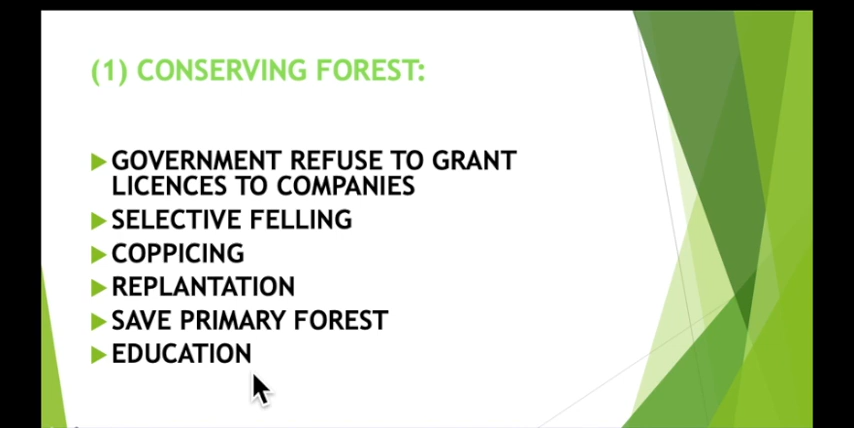 (1) CONSERVING FOREST:
GOVERNMENT REFUSE TO GRANT
LICENCES TO COMPANIES
SELECTIVE FELLING
COPPICING
REPLANTATION
SAVE PRIMARY FOREST
EDUCATION